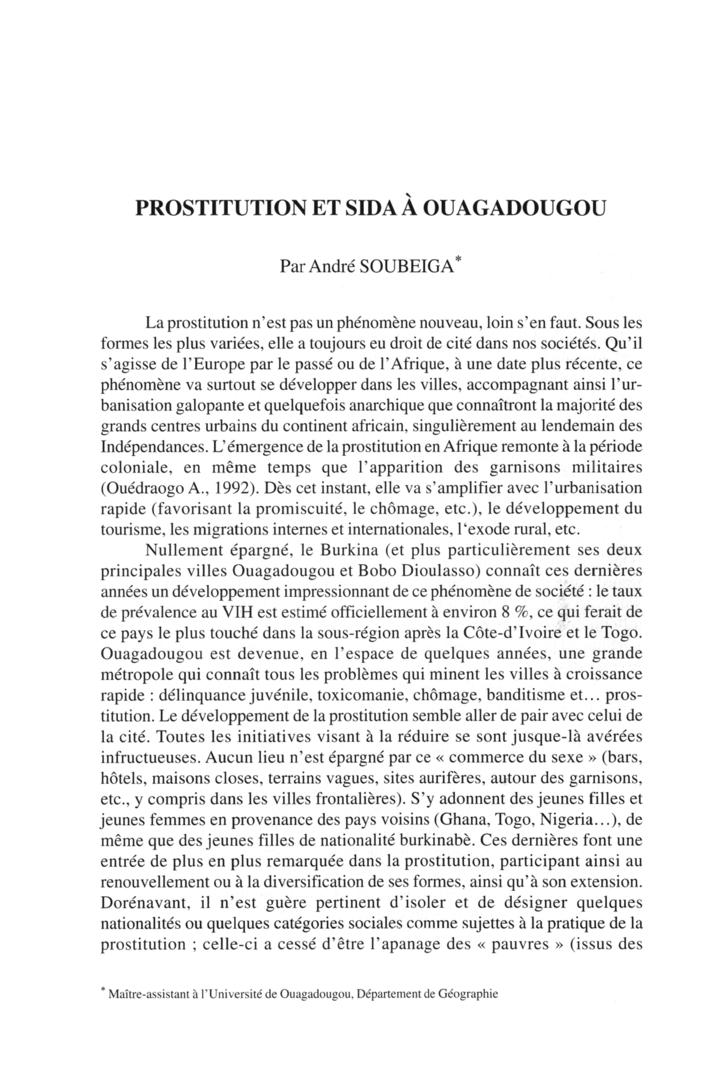 PROSTITUTION ET SIDA À OUAGADOUGOU
Par André SOUBEIGA*
La prostitution n'est pas un phénomène nouveau, loin s'en faut. Sous les
formes les plus variées, elle a toujours eu droit de cité dans nos sociétés. Qu'il
s'agisse de l'Europe par le passé ou de l'Afrique, à une date plus récente, ce
phénomène va surtout se développer dans les villes, accompagnant ainsi l'ur-
banisation galopante et quelquefois anarchique que connaîtront la majorité des
grands centres urbains du continent africain, singulièrement au lendemain des
Indépendances. L'émergence de la prostitution en Afrique remonte à la période
coloniale, en même temps que l'apparition des garnisons militaires
(Ouédraogo A., 1992). Dès cet instant, elle va s'amplifier avec l'urbanisation
rapide (favorisant la promiscuité, le chômage, etc.), le développement du
tourisme, les migrations internes et internationales, l'exode rural, etc.
Nullement épargné, le Burkina (et plus particulièrement ses deux
principales villes Ouagadougou et Bobo Dioulasso) connaît ces dernières
années un développement impressionnant de ce phénomène de société : le taux
de prévalence au VIH est estimé officiellement à environ 8 %, ce qui ferait de
ce pays le plus touché dans la sous-région après la Côte-d'Ivoire et le Togo.
Ouagadougou est devenue, en l'espace de quelques années, une grande
métropole qui connaît tous les problèmes qui minent les villes à croissance
rapide : délinquance juvénile, toxicomanie, chômage, banditisme et... pros-
titution. Le développement de la prostitution semble aller de pair avec celui de
la cité. Toutes les initiatives visant à la réduire se sont jusque-là avérées
infructueuses. Aucun lieu n'est épargné par ce « commerce du sexe » (bars,
hôtels, maisons closes, terrains vagues, sites aurifères, autour des garnisons,
etc., y compris dans les villes frontalières). S'y adonnent des jeunes filles et
jeunes femmes en provenance des pays voisins (Ghana, Togo, Nigeria...), de
même que des jeunes filles de nationalité burkinabè. Ces dernières font une
entrée de plus en plus remarquée dans la prostitution, participant ainsi au
renouvellement ou à la diversification de ses formes, ainsi qu'à son extension.
Dorénavant, il n'est guère pertinent d'isoler et de désigner quelques
nationalités ou quelques catégories sociales comme sujettes à la pratique de la
prostitution ; celle-ci a cessé d'être l'apanage des « pauvres » (issus des
* Maître-assistant à l'Université de Ouagadougou, Département de Géographie